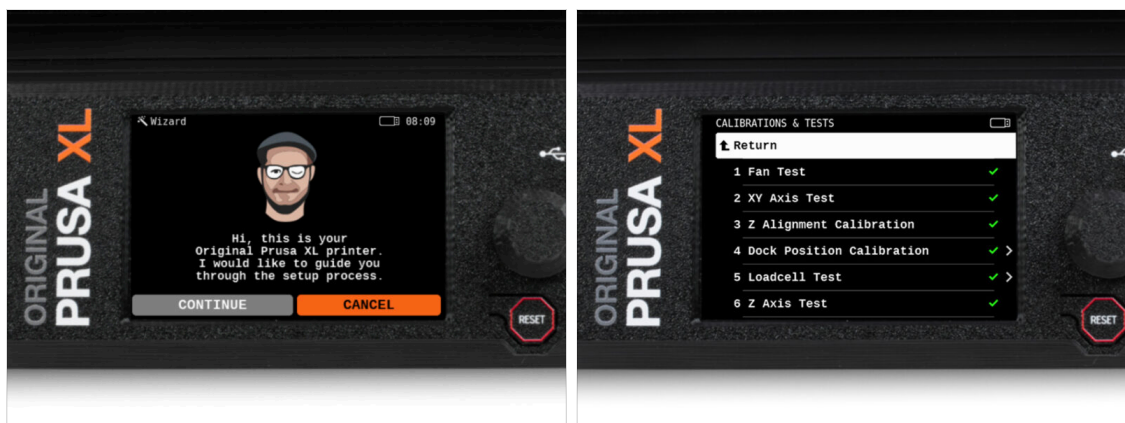 ORIGINAL
PRUSA XL
Wizard 08:09
Hi, this is your
Original Prusa XL printer.
I would like to guide you
through the setup process.
CONTINUE CANCEL
RESET
ORIGINAL
PRUSA XL
CALIBRATIONS & TESTS
Return
1 Fan Test
2 XY Axis Test
3 Z Alignment Calibration
4 Dock Position Calibration
5 Loadcell Test
6 Z Axis Test
RESET